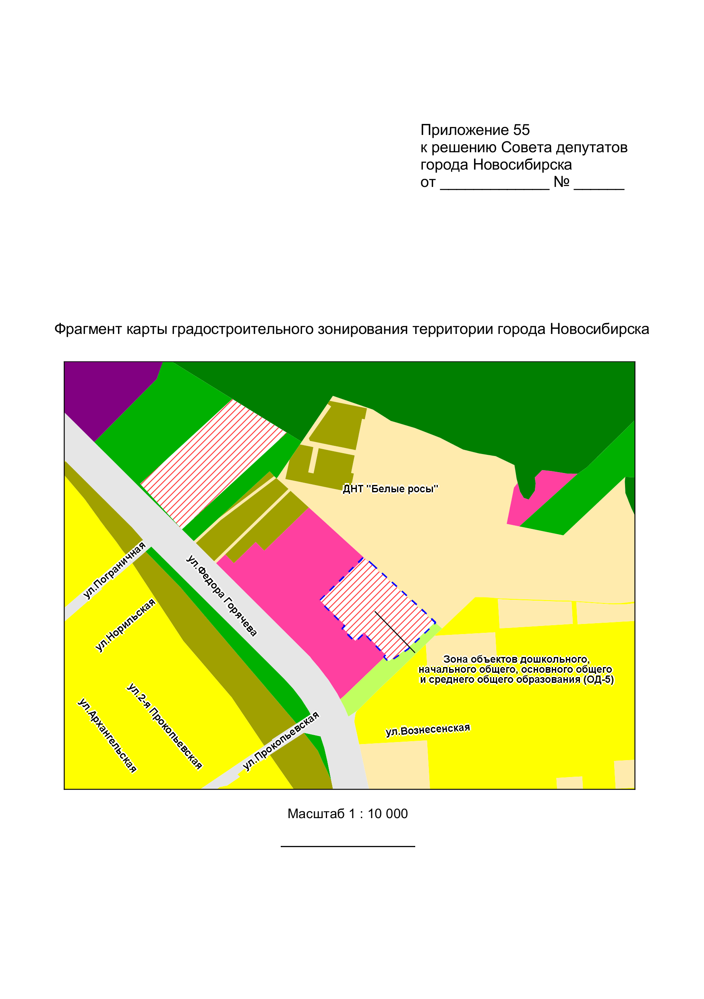 Приложение 55
к решению Совета депутатов
города Новосибирска
от _____________ № ______
Фрагмент карты градостроительного зонирования территории города Новосибирска
ДНТ "Белые росы"
ул.Пограничная
ул.Федора Горячева
ул.Норильская
Зона объектов дошкольного,
начального общего, основного общего
и среднего общего образования (ОД-5)
ул.2-я Прокопьевская
ул.Архангельская
ул.Прокопьевская
ул.Вознесенская
Масштаб 1 : 10 000